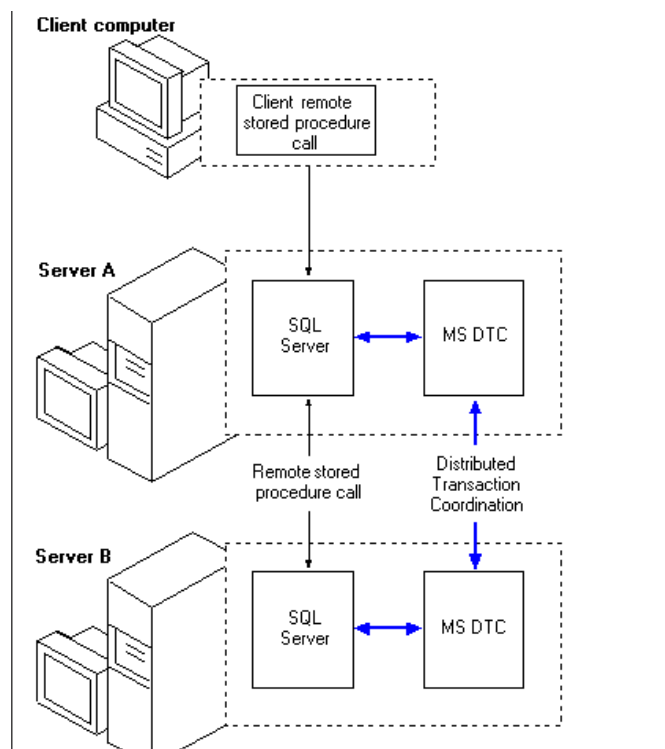 Client computer
Client remote
stored procedure
call
Server A
SQL
Server
MS DTC
Remote stored
procedure call
Distributed
Transaction
Coordination
Server B
SQL
Server
MS DTC